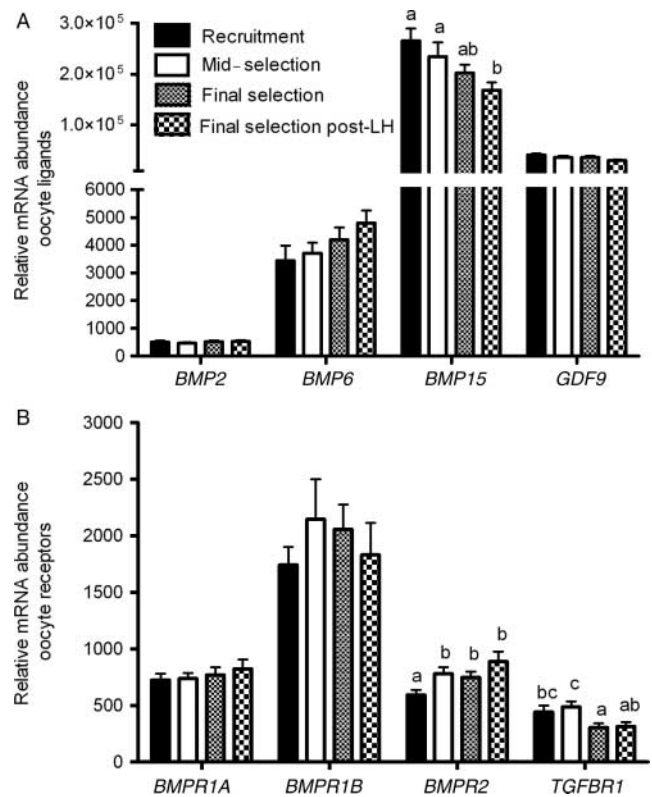 A
Relative mRNA abundance
oocyte ligands
3.0×10⁵
2.0×10⁵
1.0×10⁵
6000
5000
4000
3000
2000
1000
0
Recruitment
Mid–selection
Final selection
Final selection post-LH
a a ab b
BMP2 BMP6 BMP15 GDF9
B
Relative mRNA abundance
oocyte receptors
3000
2500
2000
1500
1000
500
0
a b b b
bc c a ab
BMPR1A BMPR1B BMPR2 TGFBR1